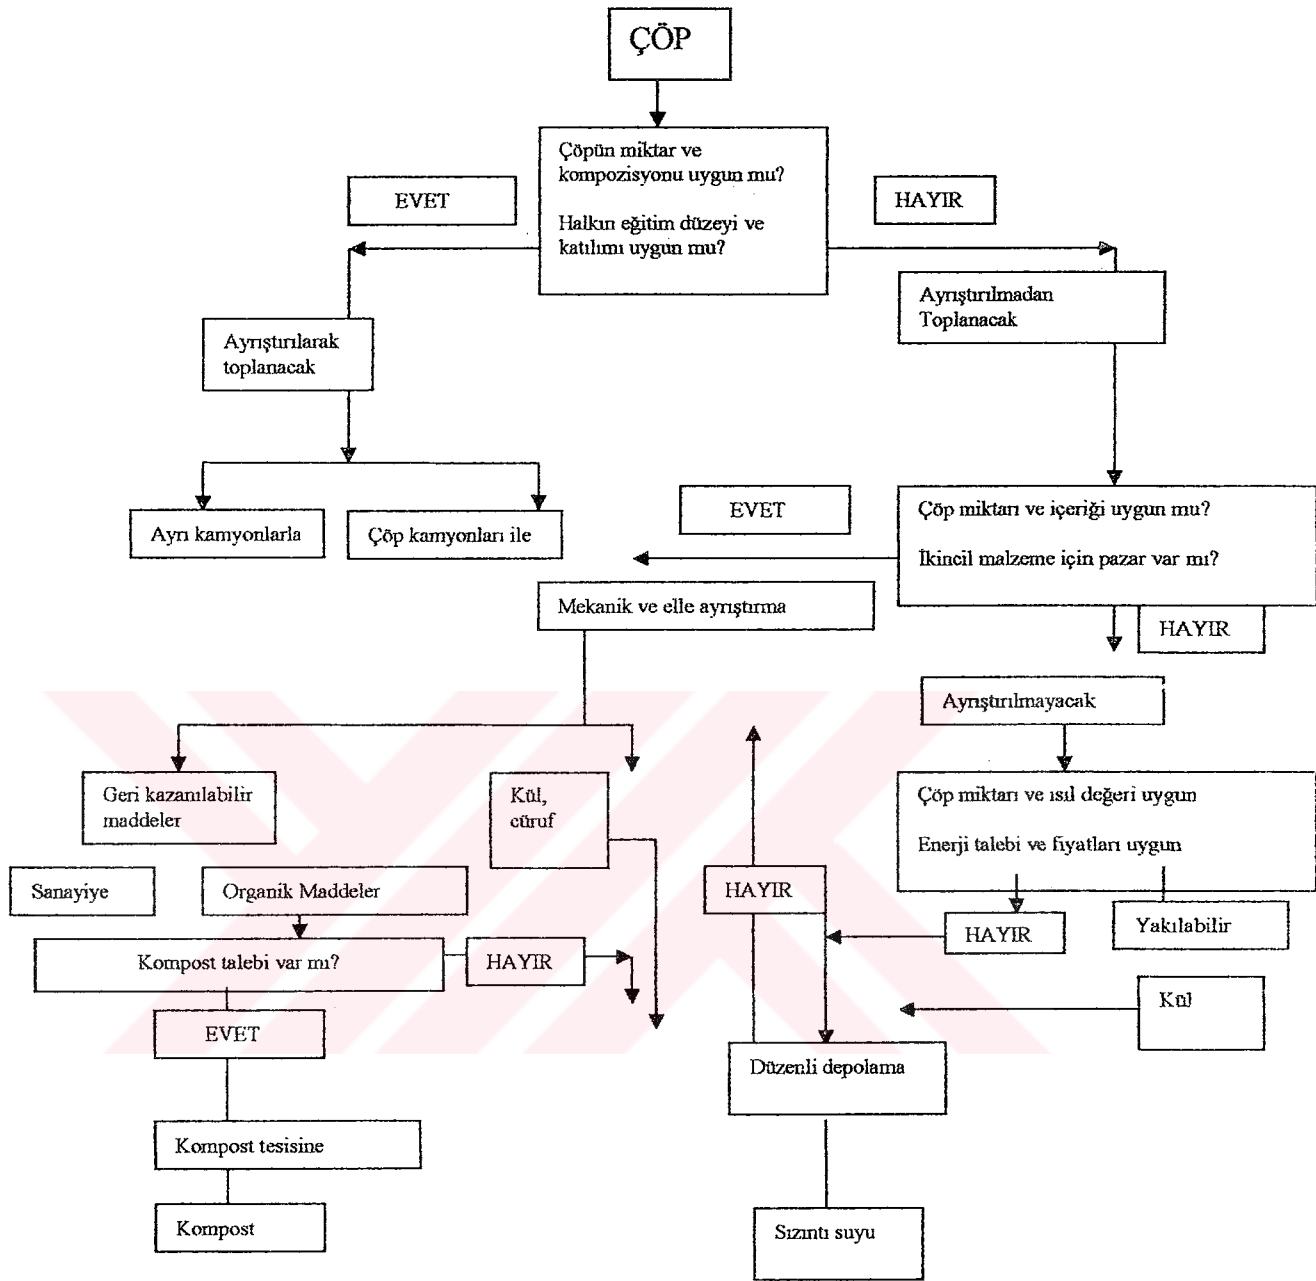 ÇÖP
Çöpün miktar ve
kompozisyonu uygun mu?
Halkın eğitim düzeyi ve
katılımı uygun mu?
EVET
HAYIR
Ayrıştırılmadan
Toplanacak
Ayrıştırılarak
toplanacak
Ayrı kamyonlarla
Çöp kamyonları ile
EVET
Çöp miktarı ve içeriği uygun mu?
İkincil malzeme için pazar var mı?
Mekanik ve elle ayrıştırma
HAYIR
Ayrıştırılmayacak
Geri kazanılabilir
maddeler
Kül,
cüruf
Çöp miktarı ve ısıl değeri uygun
Enerji talebi ve fiyatları uygun
Sanayiye
Organik Maddeler
HAYIR
HAYIR
Yakılabilir
Kompost talebi var mı?
HAYIR
Kül
EVET
Düzenli depolama
Kompost tesisine
Kompost
Sızıntı suyu